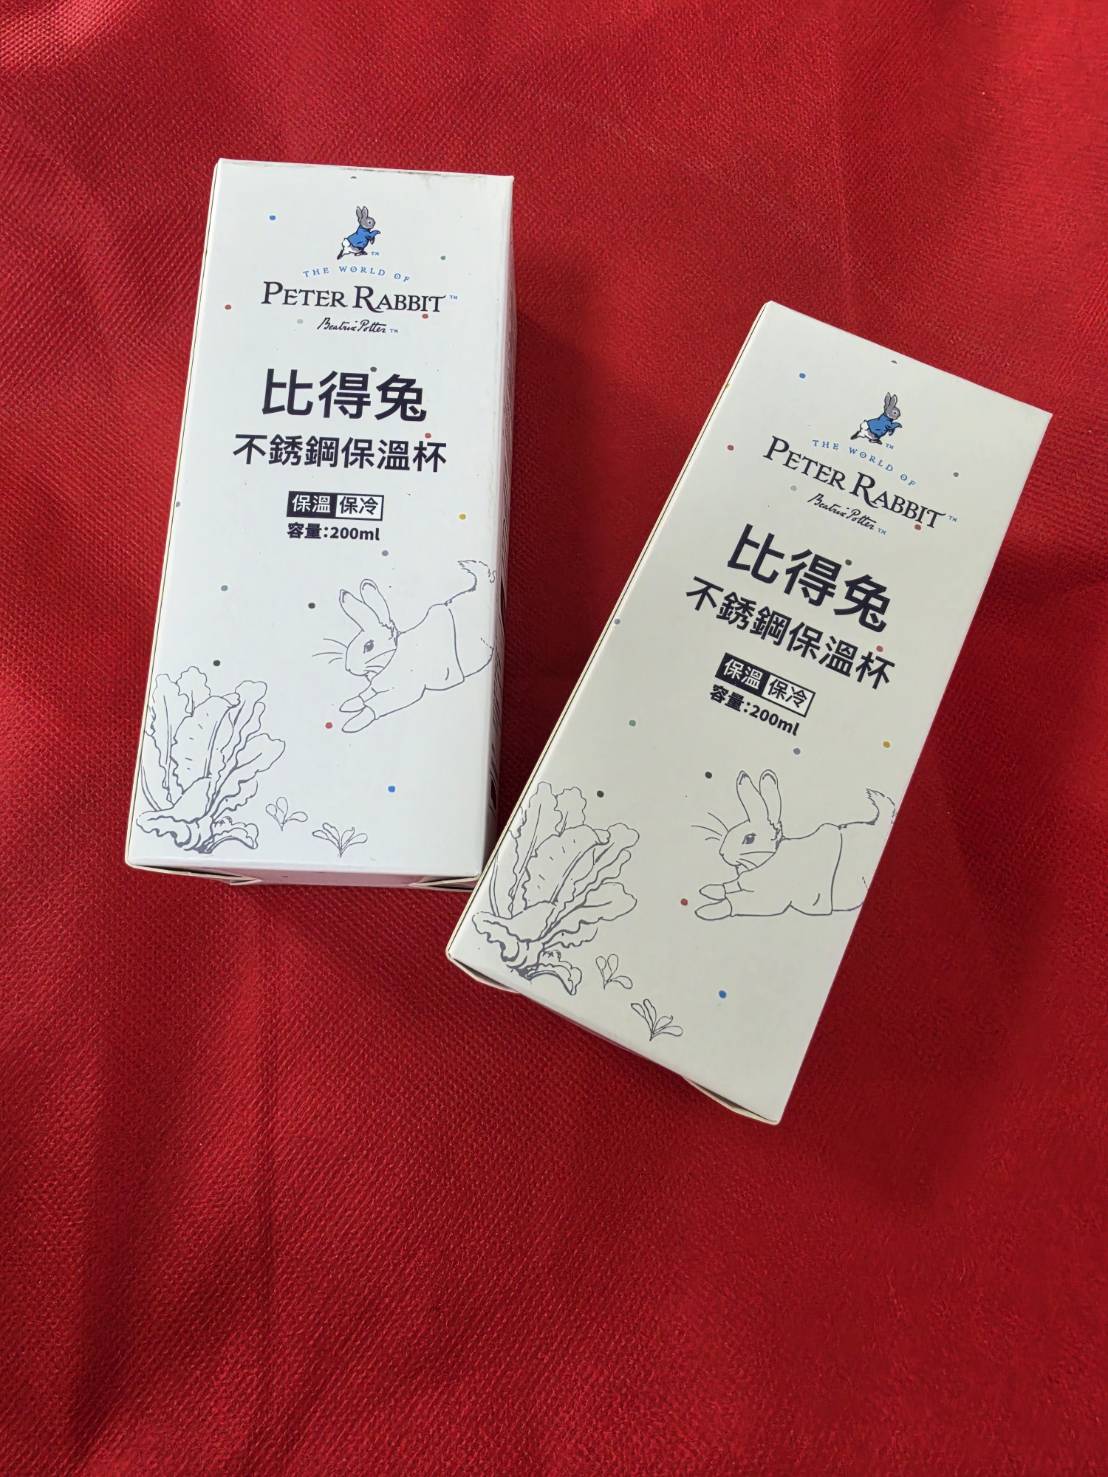 THE WORLD OF
PETER RABBIT™
Beatrix Potter™
比得兔
不銹鋼保溫杯
保溫 保冷
容量:200ml
THE WORLD OF
PETER RABBIT™
Beatrix Potter™
比得兔
不銹鋼保溫杯
保溫 保冷
容量:200ml